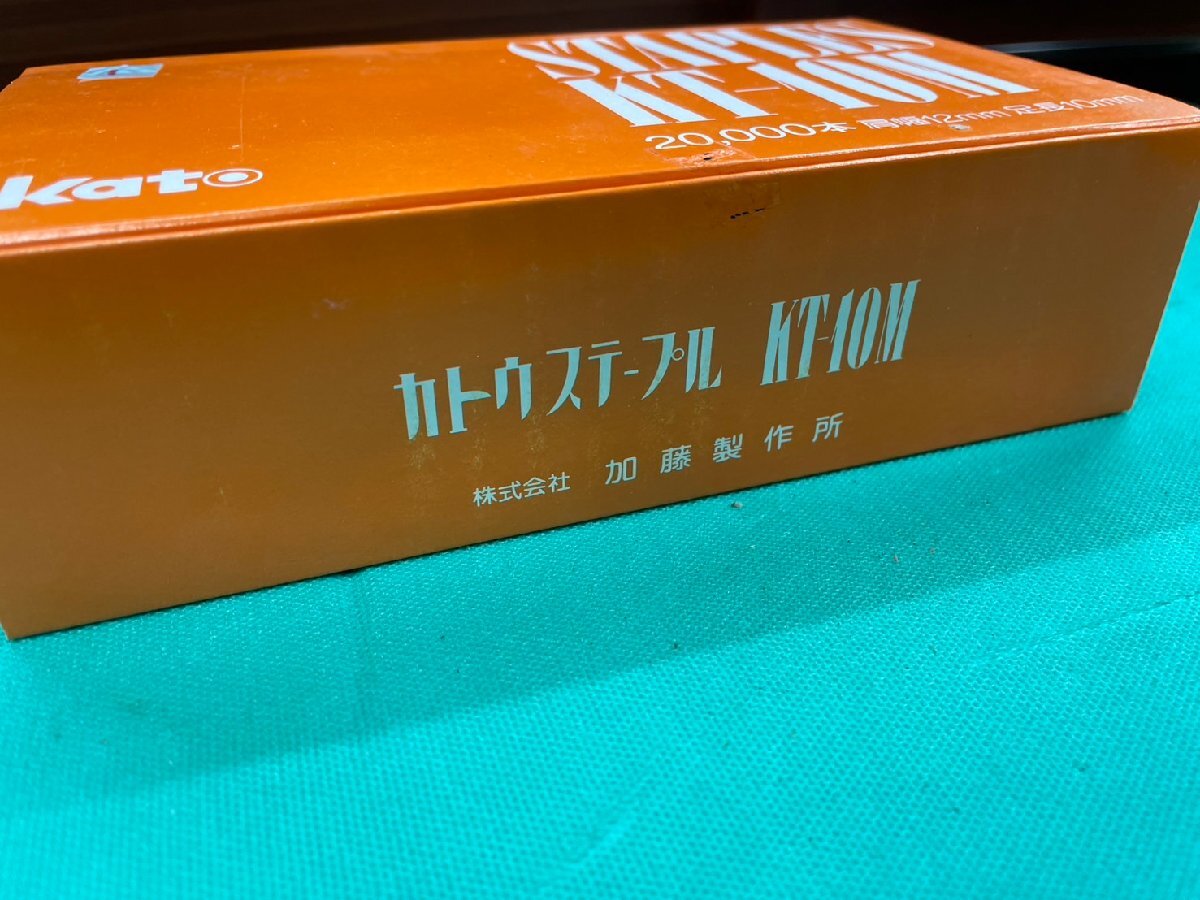 STAPLES
KT-10M
20,000本 肩幅12mm 足長10mm
Kato
カトウステープル KT-10M
株式会社 加藤製作所